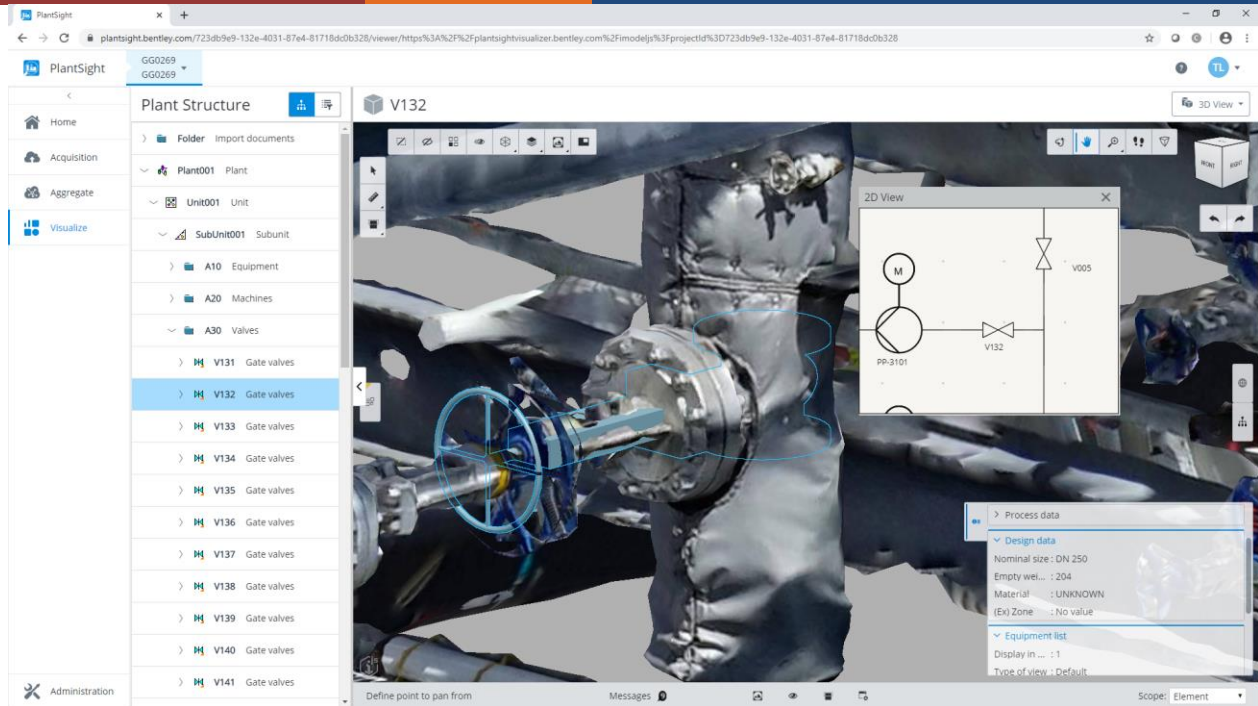 PlantSight
plantsight.bentley.com/723db9e9-132e-4031-87e4-81718dc0b328/viewer/https%3A%2F%2Fplantsightvisualizer.bentley.com%2Fimodeljs%3FprojectId%3D723db9e9-132e-4031-87e4-81718dc0b328
PlantSight
GG0269
GG0269
TL
Home
Acquisition
Aggregate
Visualize
Administration
Plant Structure
Folder Import documents
Plant001 Plant
Unit001 Unit
SubUnit001 Subunit
A10 Equipment
A20 Machines
A30 Valves
V131 Gate valves
V132 Gate valves
V133 Gate valves
V134 Gate valves
V135 Gate valves
V136 Gate valves
V137 Gate valves
V138 Gate valves
V139 Gate valves
V140 Gate valves
V141 Gate valves
V132
3D View
FRONT
RIGHT
2D View
M
V005
V132
PP-3101
Process data
Design data
Nominal size : DN 250
Empty wei... : 204
Material : UNKNOWN
(Ex) Zone : No value
Equipment list
Display in ... : 1
Type of view : Default
Define point to pan from
Messages
Scope: Element